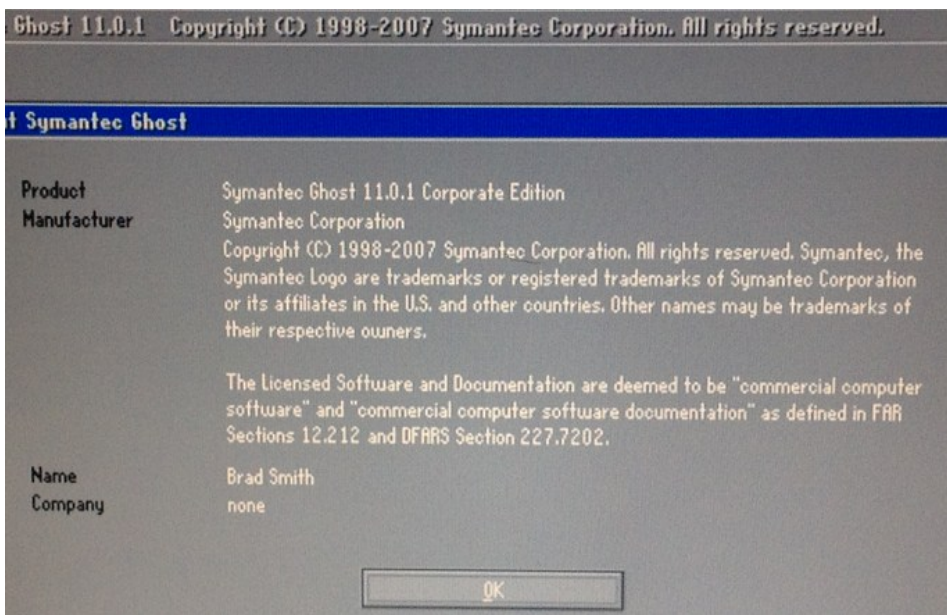 Ghost 11.0.1 Copyright (C) 1998-2007 Symantec Corporation. All rights reserved.
Symantec Ghost
Product Symantec Ghost 11.0.1 Corporate Edition
Manufacturer Symantec Corporation
Copyright (C) 1998-2007 Symantec Corporation. All rights reserved. Symantec, the
Symantec Logo are trademarks or registered trademarks of Symantec Corporation
or its affiliates in the U.S. and other countries. Other names may be trademarks of
their respective owners.
The Licensed Software and Documentation are deemed to be "commercial computer
software" and "commercial computer software documentation" as defined in FAR
Sections 12.212 and DFARS Section 227.7202.
Name Brad Smith
Company none
OK